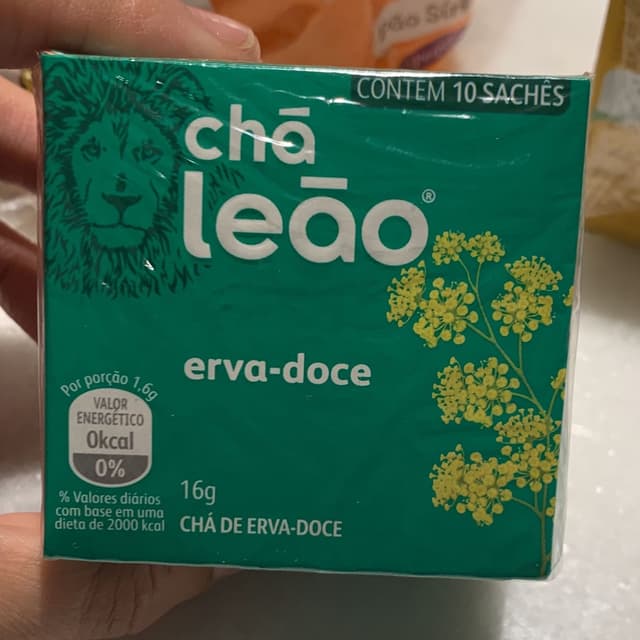 CONTÉM 10 SACHÊS
chá
leão®
erva-doce
Por porção 1,6g
VALOR
ENERGÉTICO
0kcal
0%
% Valores diários
com base em uma
dieta de 2000 kcal
16g
CHÁ DE ERVA-DOCE